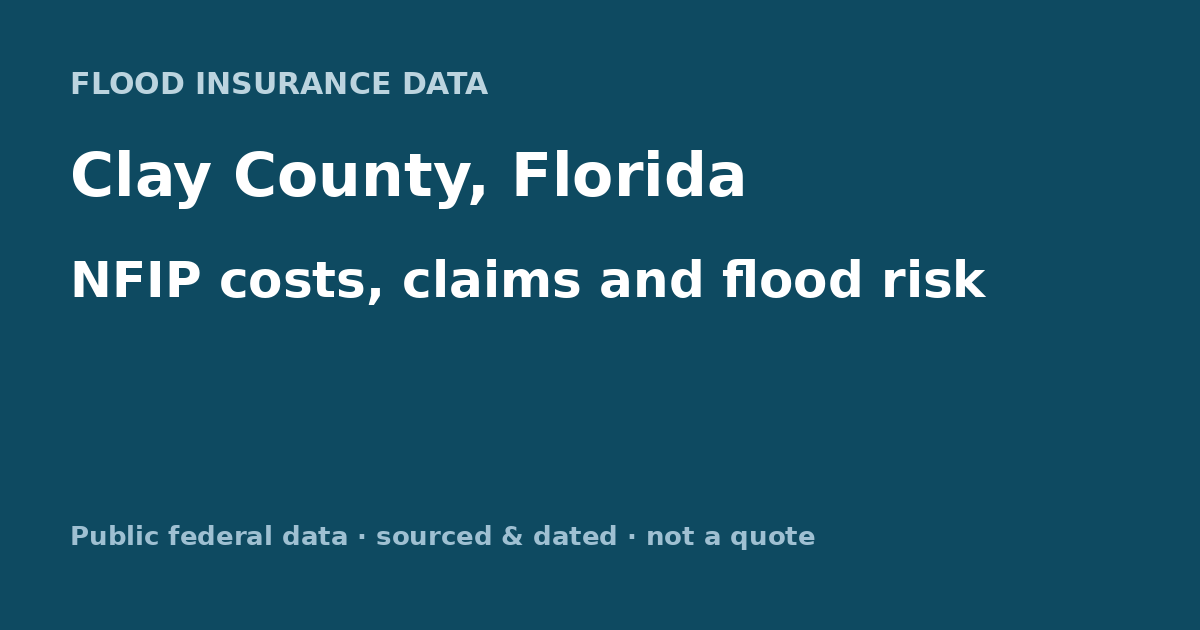 FLOOD INSURANCE DATA
Clay County, Florida
NFIP costs, claims and flood risk
Public federal data · sourced & dated · not a quote